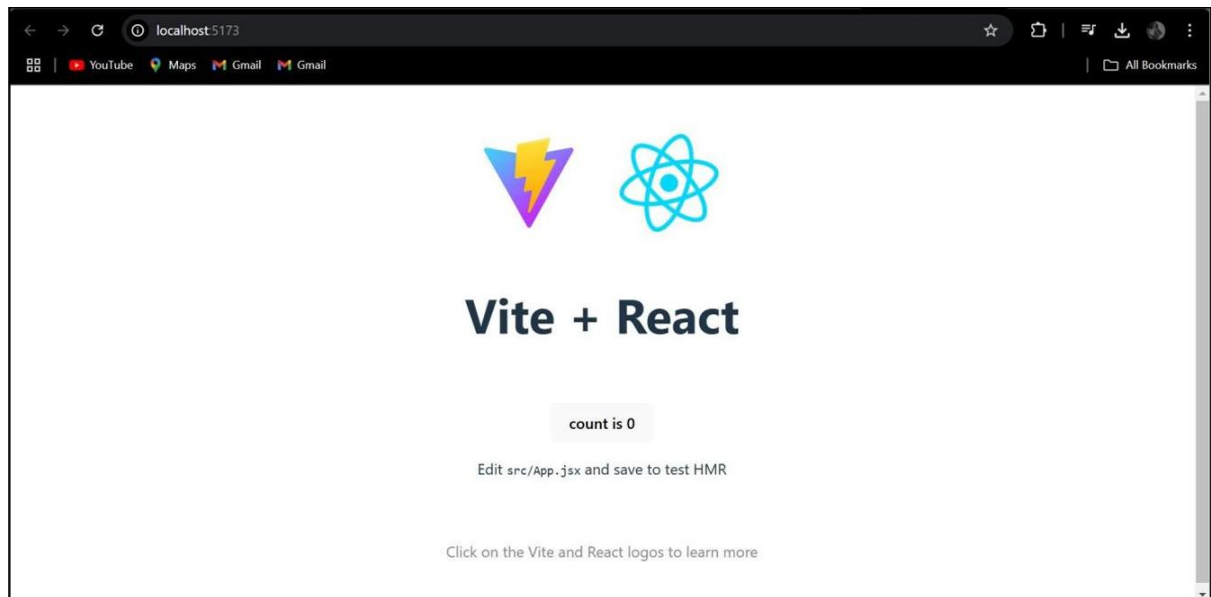 localhost:5173
YouTube Maps Gmail Gmail All Bookmarks
Vite + React
count is 0
Edit src/App.jsx and save to test HMR
Click on the Vite and React logos to learn more